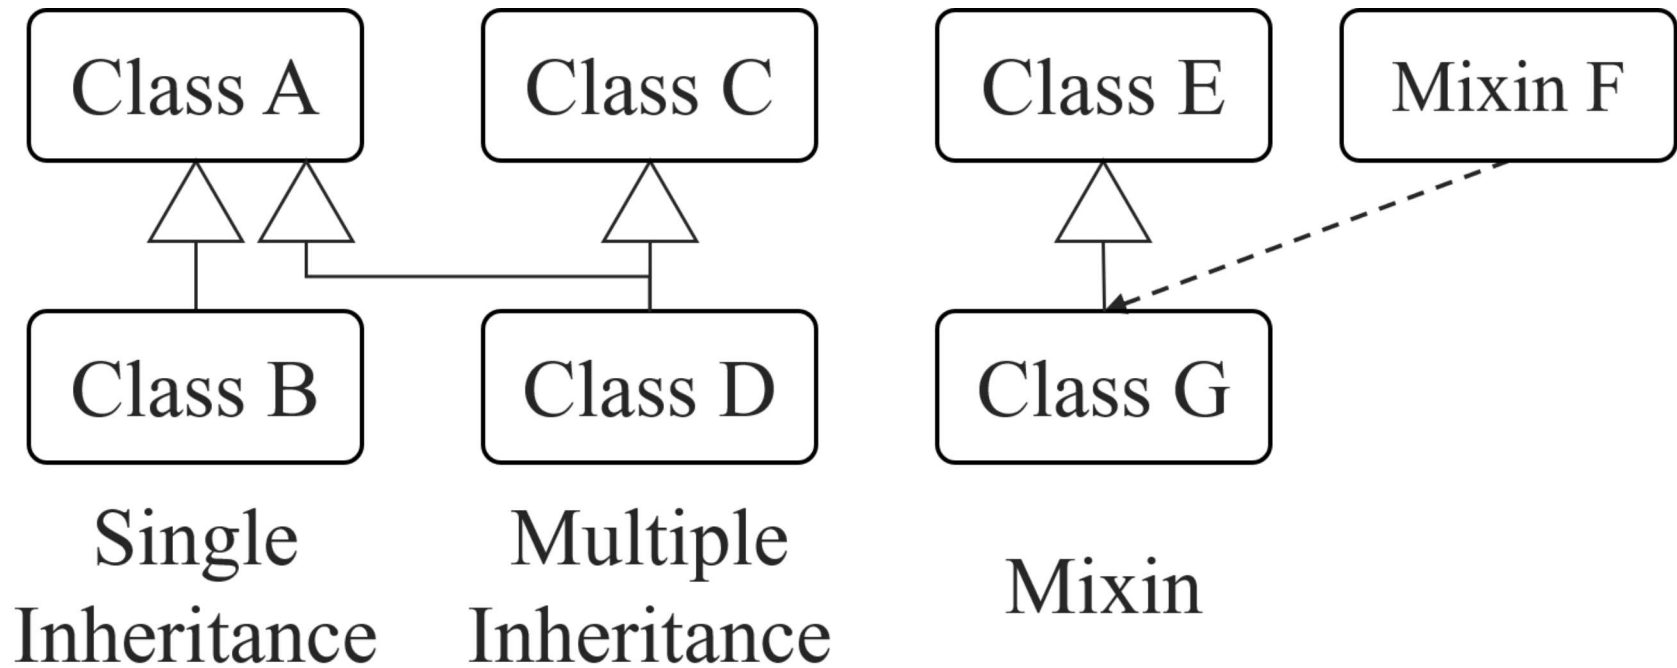 Class A
Class C
Class E
Mixin F
Class B
Class D
Class G
Single
Inheritance
Multiple
Inheritance
Mixin